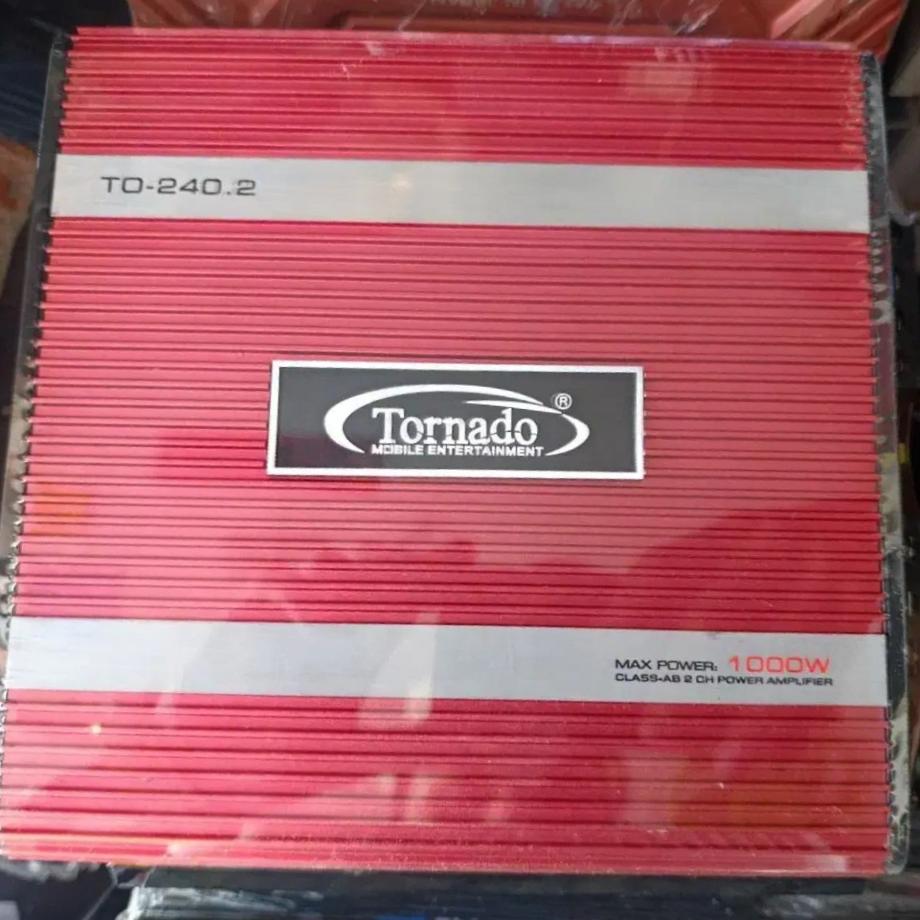 TO-240.2
Tornado ®
MOBILE ENTERTAINMENT
MAX POWER: 1000W
CLASS-AB 2 CH POWER AMPLIFIER